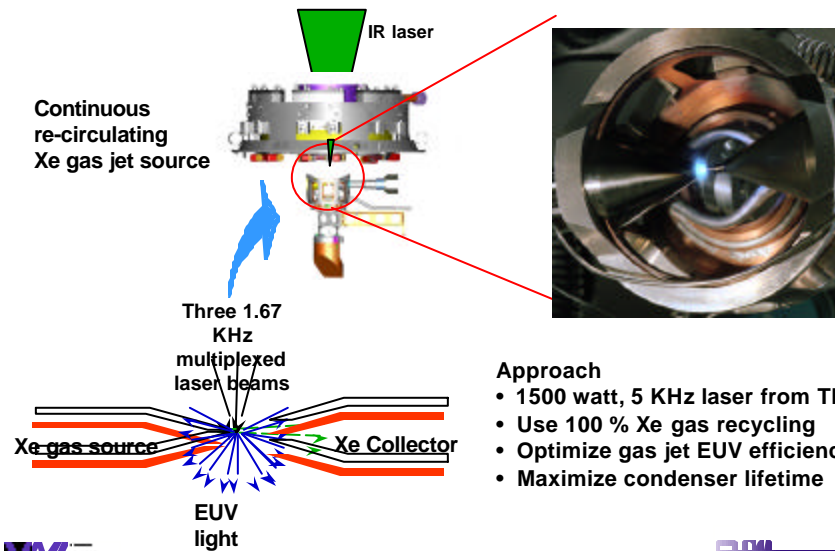 IR laser
Continuous
re-circulating
Xe gas jet source
Three 1.67
KHz
multiplexed
laser beams
Xe gas source
Xe Collector
EUV
light
Approach
• 1500 watt, 5 KHz laser from
• Use 100 % Xe gas recycling
• Optimize gas jet EUV
• Maximize condenser lifetime